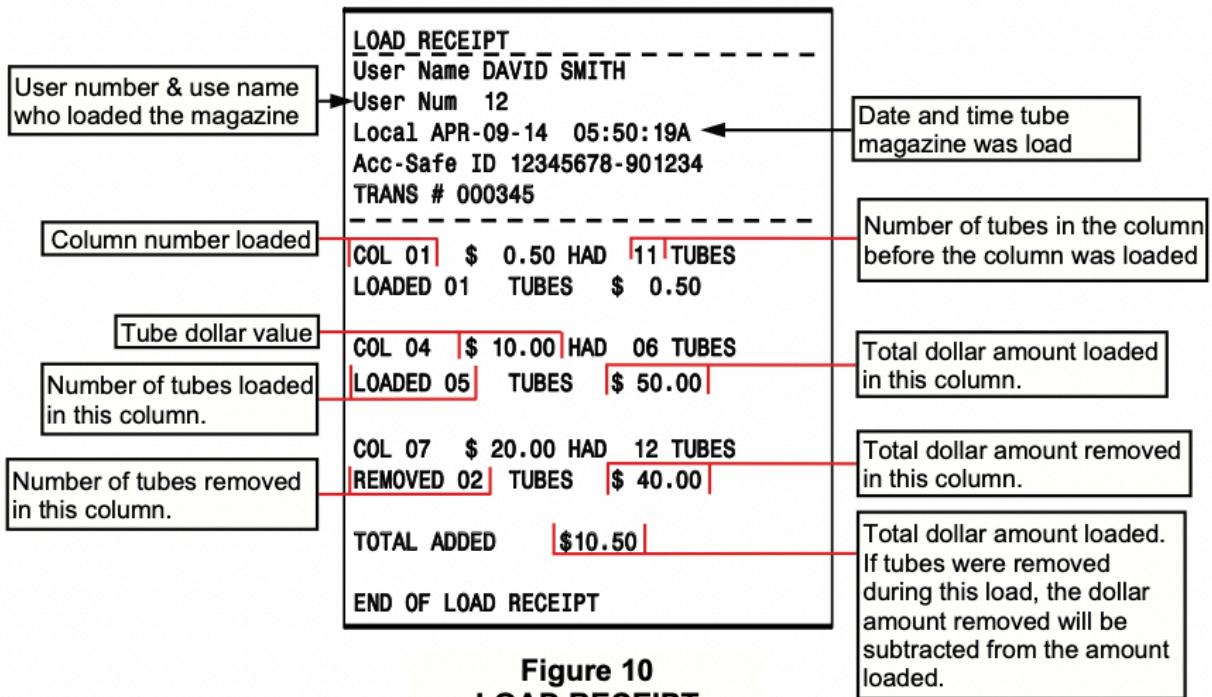 LOAD RECEIPT
User Name DAVID SMITH
User Num 12
Local APR-09-14 05:50:19A
Acc-Safe ID 12345678-901234
TRANS # 000345
COL 01 $ 0.50 HAD 11 TUBES
LOADED 01 TUBES $ 0.50
COL 04 $ 10.00 HAD 06 TUBES
LOADED 05 TUBES $ 50.00
COL 07 $ 20.00 HAD 12 TUBES
REMOVED 02 TUBES $ 40.00
TOTAL ADDED $10.50
END OF LOAD RECEIPT
User number & use name
who loaded the magazine
Column number loaded
Tube dollar value
Number of tubes loaded
in this column.
Number of tubes removed
in this column.
Date and time tube
magazine was load
Number of tubes in the column
before the column was loaded
Total dollar amount loaded
in this column.
Total dollar amount removed
in this column.
Total dollar amount loaded.
If tubes were removed
during this load, the dollar
amount removed will be
subtracted from the amount
loaded.
Figure 10
LOAD RECEIPT